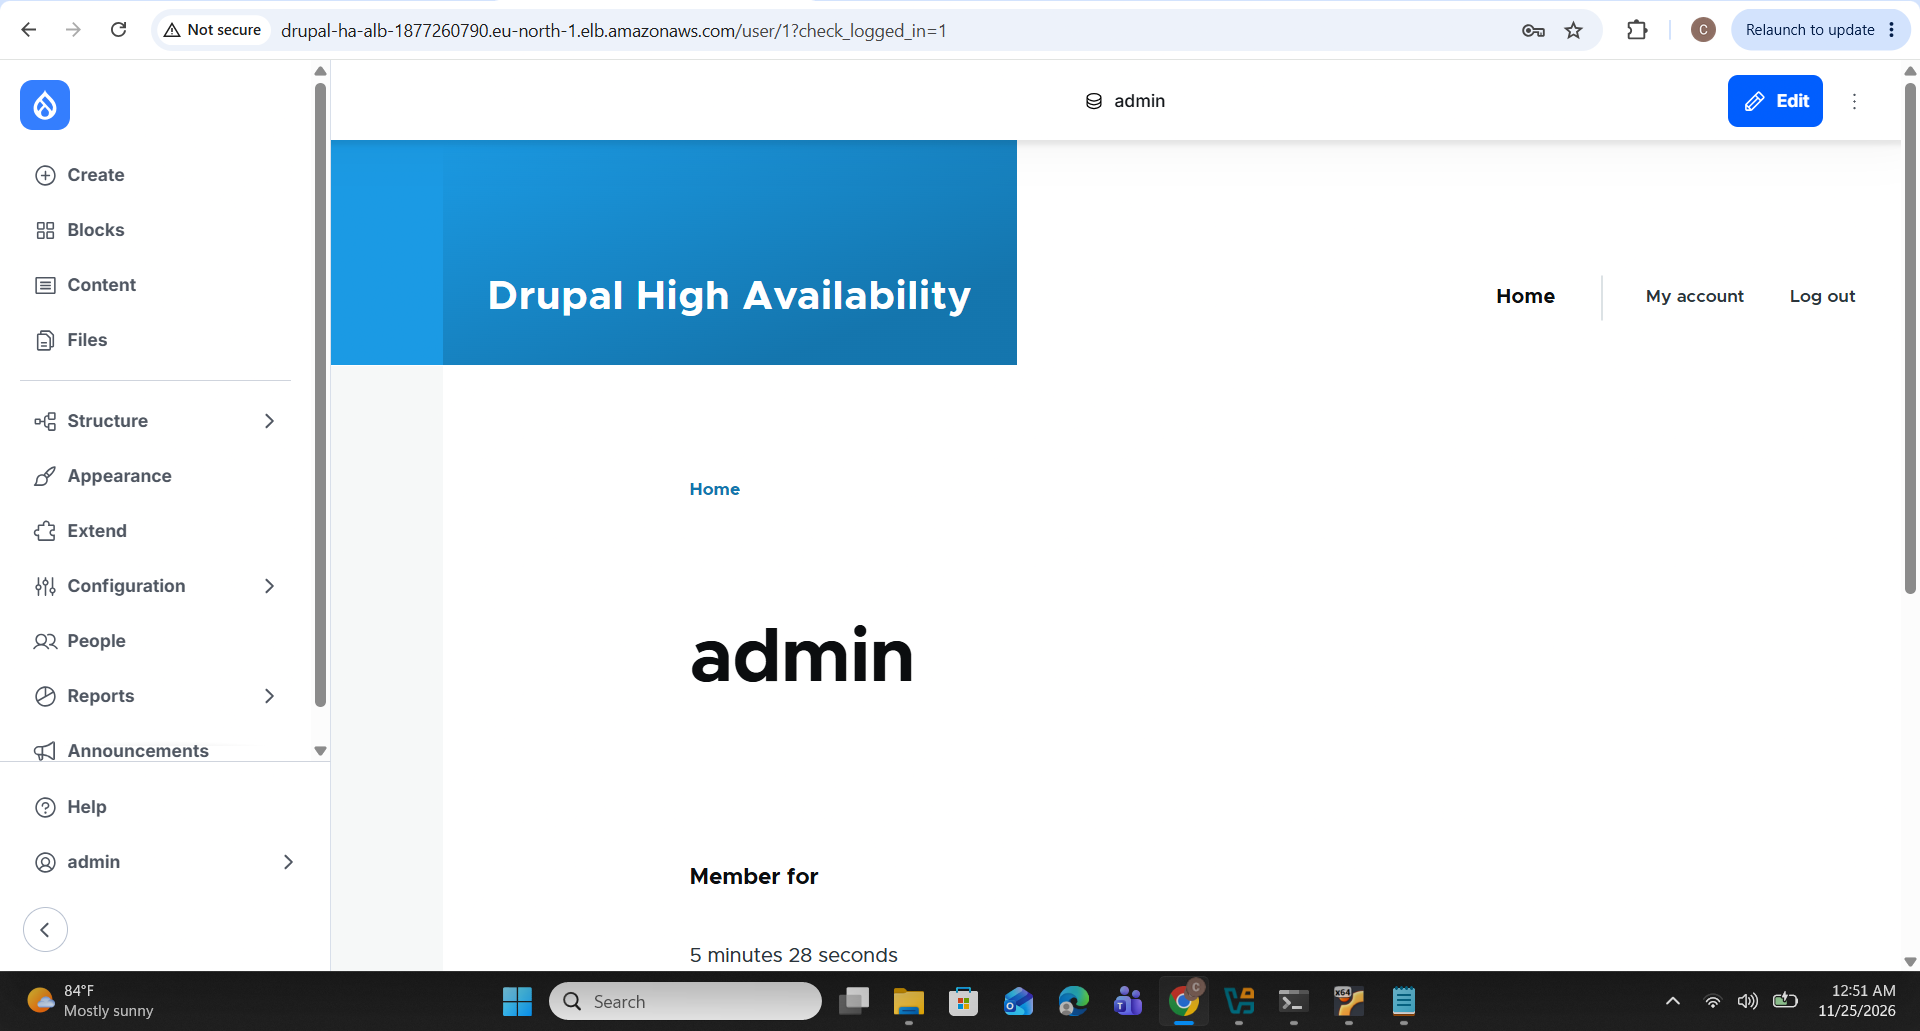 Not secure
drupal-ha-alb-1877260790.eu-north-1.elb.amazonaws.com/user/1?check_logged_in=1
C
Relaunch to update
Create
Blocks
Content
Files
Structure
Appearance
Extend
Configuration
People
Reports
Announcements
Help
admin
admin
Edit
Drupal High Availability
Home
My account
Log out
Home
admin
Member for
5 minutes 28 seconds
84°F
Mostly sunny
Search
C
x64
12:51 AM
11/25/2026